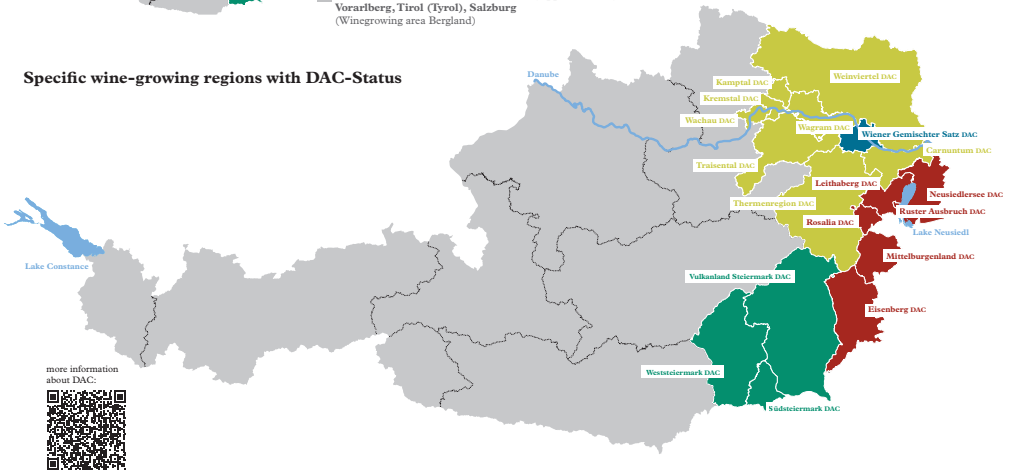 Vorarlberg, Tirol (Tyrol), Salzburg
(Winegrowing area Bergland)
Specific wine-growing regions with DAC-Status
Danube
Weinviertel DAC
Kamptal DAC
Kremstal DAC
Wachau DAC
Wagram DAC
Wiener Gemischter Satz DAC
Carnuntum DAC
Traisental DAC
Leithaberg DAC
Neusiedlersee DAC
Thermenregion DAC
Ruster Ausbruch DAC
Rosalia DAC
Lake Neusiedl
Mittelburgenland DAC
Lake Constance
Vulkanland Steiermark DAC
Eisenberg DAC
Weststeiermark DAC
Südsteiermark DAC
more information
about DAC: